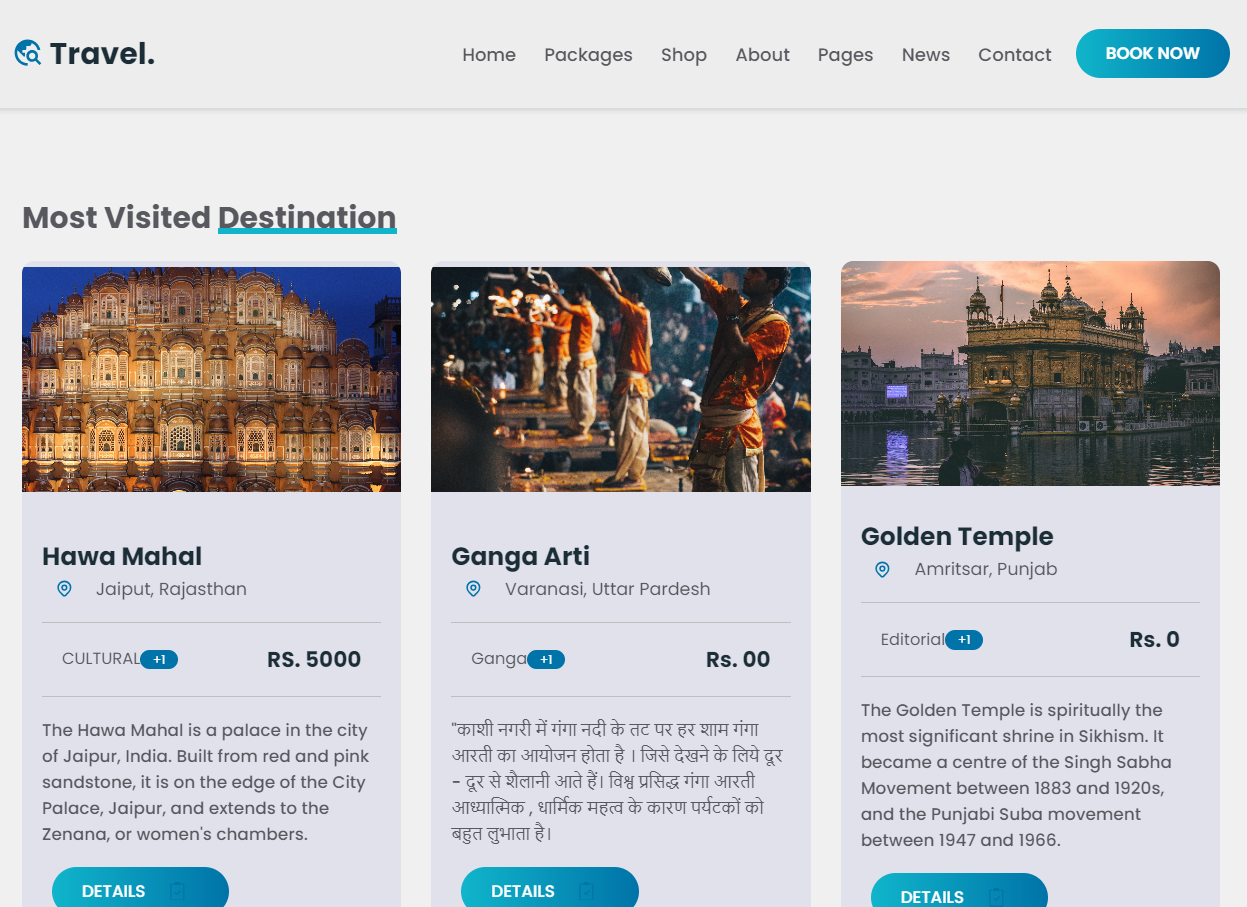 Travel.
Home Packages Shop About Pages News Contact BOOK NOW
Most Visited Destination
Hawa Mahal
Jaiput, Rajasthan
CULTURAL +1 RS. 5000
The Hawa Mahal is a palace in the city
of Jaipur, India. Built from red and pink
sandstone, it is on the edge of the City
Palace, Jaipur, and extends to the
Zenana, or women's chambers.
DETAILS
Ganga Arti
Varanasi, Uttar Pardesh
Ganga +1 Rs. 00
"काशी नगरी में गंगा नदी के तट पर हर शाम गंगा
आरती का आयोजन होता है । जिसे देखने के लिये दूर
- दूर से शैलानी आते हैं। विश्व प्रसिद्ध गंगा आरती
आध्यात्मिक , धार्मिक महत्व के कारण पर्यटकों को
बहुत लुभाता है।
DETAILS
Golden Temple
Amritsar, Punjab
Editorial +1 Rs. 0
The Golden Temple is spiritually the
most significant shrine in Sikhism. It
became a centre of the Singh Sabha
Movement between 1883 and 1920s,
and the Punjabi Suba movement
between 1947 and 1966.
DETAILS